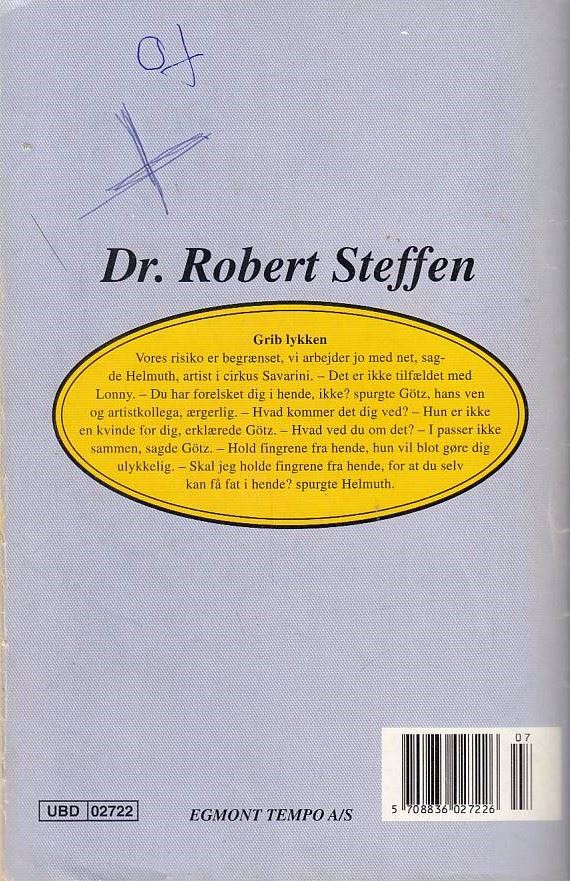 Dr. Robert Steffen
Grib lykken
Vores risiko er begrænset, vi arbejder jo med net, sag-
de Helmuth, artist i cirkus Savarini. – Det er ikke tilfældet med
Lonny. – Du har forelsket dig i hende, ikke? spurgte Götz, hans ven
og artistkollega, ærgerlig. – Hvad kommer det dig ved? – Hun er ikke
en kvinde for dig, erklærede Götz. – Hvad ved du om det? – I passer ikke
sammen, sagde Götz. – Hold fingrene fra hende, hun vil blot gøre dig
ulykkelig. – Skal jeg holde fingrene fra hende, for at du selv
kan få fat i hende? spurgte Helmuth.
07
5 708836 027226
UBD 02722
EGMONT TEMPO A/S